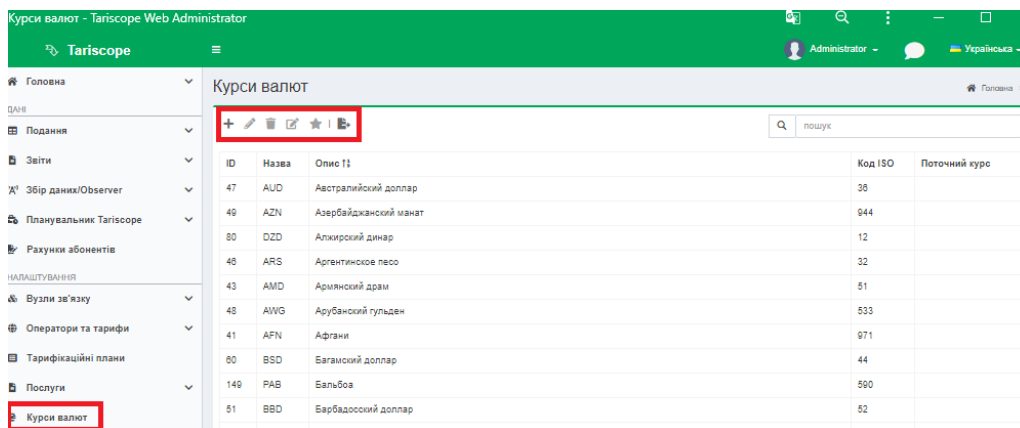 Курси валют - Tariscope Web Administrator
Tariscope
Administrator
Українська
Головна
ДАНІ
Подання
Звіти
Збір даних/Observer
Планувальник Tariscope
Рахунки абонентів
НАЛАШТУВАННЯ
Вузли зв'язку
Оператори та тарифи
Тарифікаційні плани
Послуги
Курси валют
Курси валют
Головна
пошук
ID Назва Опис Код ISO Поточний курс
47 AUD Австралийский доллар 36
49 AZN Азербайджанский манат 944
80 DZD Алжирский динар 12
46 ARS Аргентинское песо 32
43 AMD Армянский драм 51
48 AWG Арубанский гульден 533
41 AFN Афгани 971
60 BSD Багамский доллар 44
149 PAB Бальбоа 590
51 BBD Барбадосский доллар 52